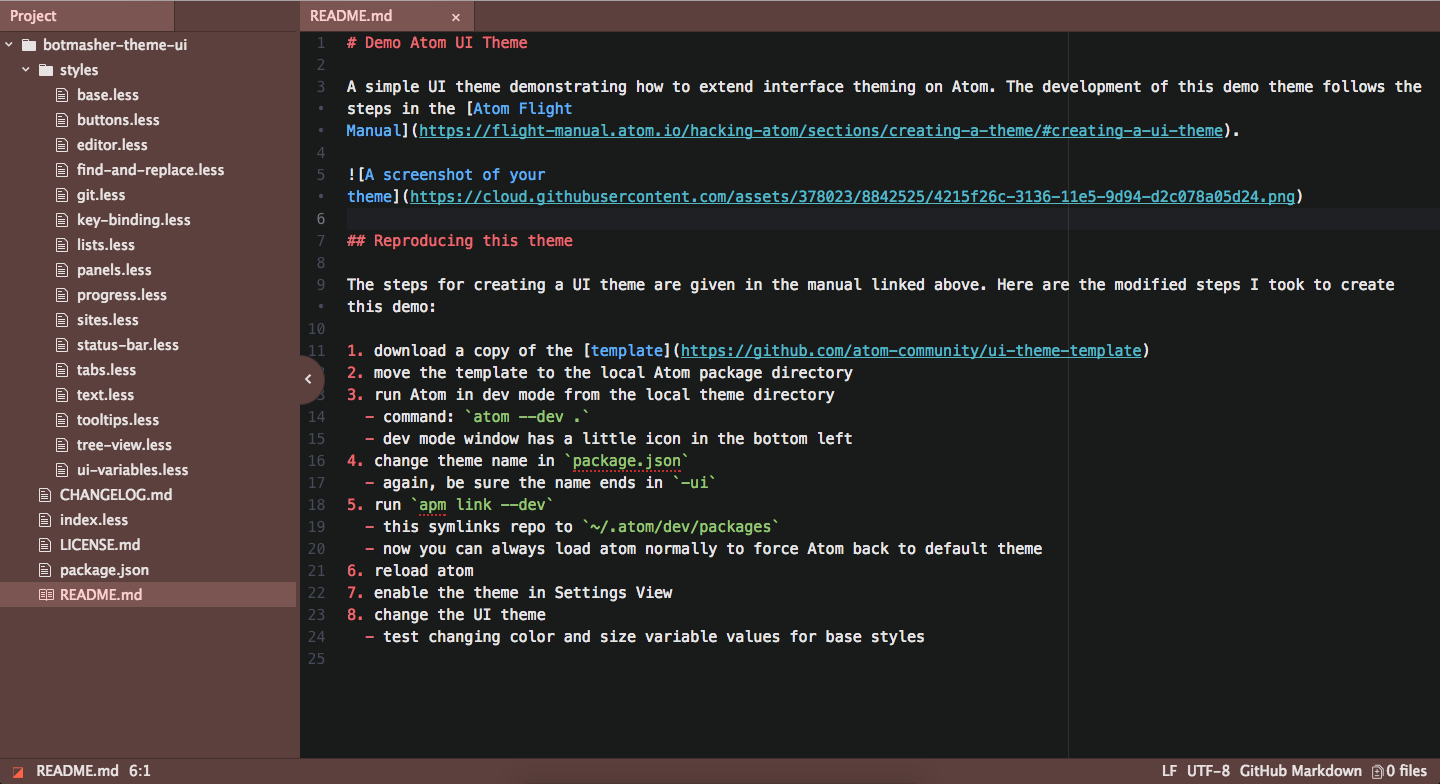 Project
botmasher-theme-ui
styles
base.less
buttons.less
editor.less
find-and-replace.less
git.less
key-binding.less
lists.less
panels.less
progress.less
sites.less
status-bar.less
tabs.less
text.less
tooltips.less
tree-view.less
ui-variables.less
CHANGELOG.md
index.less
LICENSE.md
package.json
README.md
README.md ×
1 # Demo Atom UI Theme
2
3 A simple UI theme demonstrating how to extend interface theming on Atom. The development of this demo theme follows the
• steps in the [Atom Flight
• Manual](https://flight-manual.atom.io/hacking-atom/sections/creating-a-theme/#creating-a-ui-theme).
4
5 ![A screenshot of your
• theme](https://cloud.githubusercontent.com/assets/378023/8842525/4215f26c-3136-11e5-9d94-d2c078a05d24.png)
6
7 ## Reproducing this theme
8
9 The steps for creating a UI theme are given in the manual linked above. Here are the modified steps I took to create
• this demo:
10
11 1. download a copy of the [template](https://github.com/atom-community/ui-theme-template)
2. move the template to the local Atom package directory
3 3. run Atom in dev mode from the local theme directory
14 - command: `atom --dev .`
15 - dev mode window has a little icon in the bottom left
16 4. change theme name in `package.json`
17 - again, be sure the name ends in `-ui`
18 5. run `apm link --dev`
19 - this symlinks repo to `~/.atom/dev/packages`
20 - now you can always load atom normally to force Atom back to default theme
21 6. reload atom
22 7. enable the theme in Settings View
23 8. change the UI theme
24 - test changing color and size variable values for base styles
25
README.md 6:1
LF UTF-8 GitHub Markdown 0 files